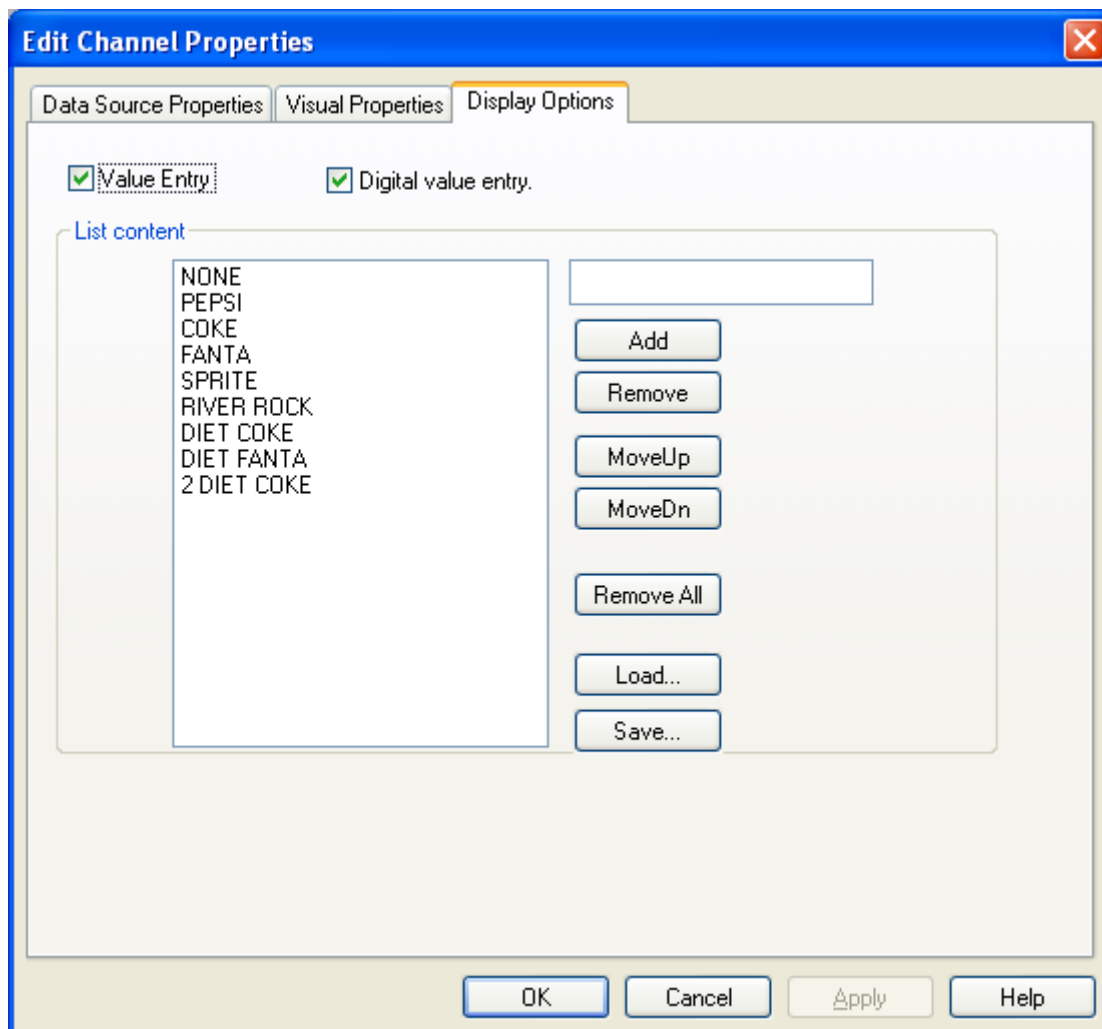 Edit Channel Properties
Data Source Properties Visual Properties Display Options
Value Entry Digital value entry.
List content
NONE
PEPSI
COKE
FANTA
SPRITE
RIVER ROCK
DIET COKE
DIET FANTA
2 DIET COKE
Add
Remove
MoveUp
MoveDn
Remove All
Load...
Save...
OK Cancel Apply Help